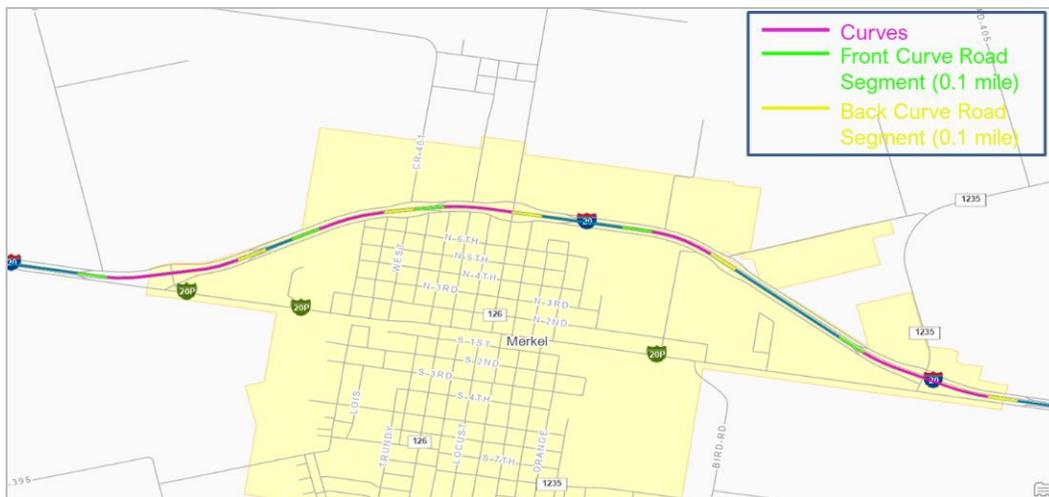 Curves
Front Curve Road
Segment (0.1 mile)
Back Curve Road
Segment (0.1 mile)
CR-401
1235
20
N-6TH
WEST
N-5TH
20
N-4TH
20P
N-3RD
20P
N-3RD
126
N-2ND
1235
S-1ST
Merkel
20P
S-2ND
S-3RD
20
S-4TH
LOIS
TRUNDY
LOCUST
ORANGE
BIRD-RD
126
S-7TH
-395
1235